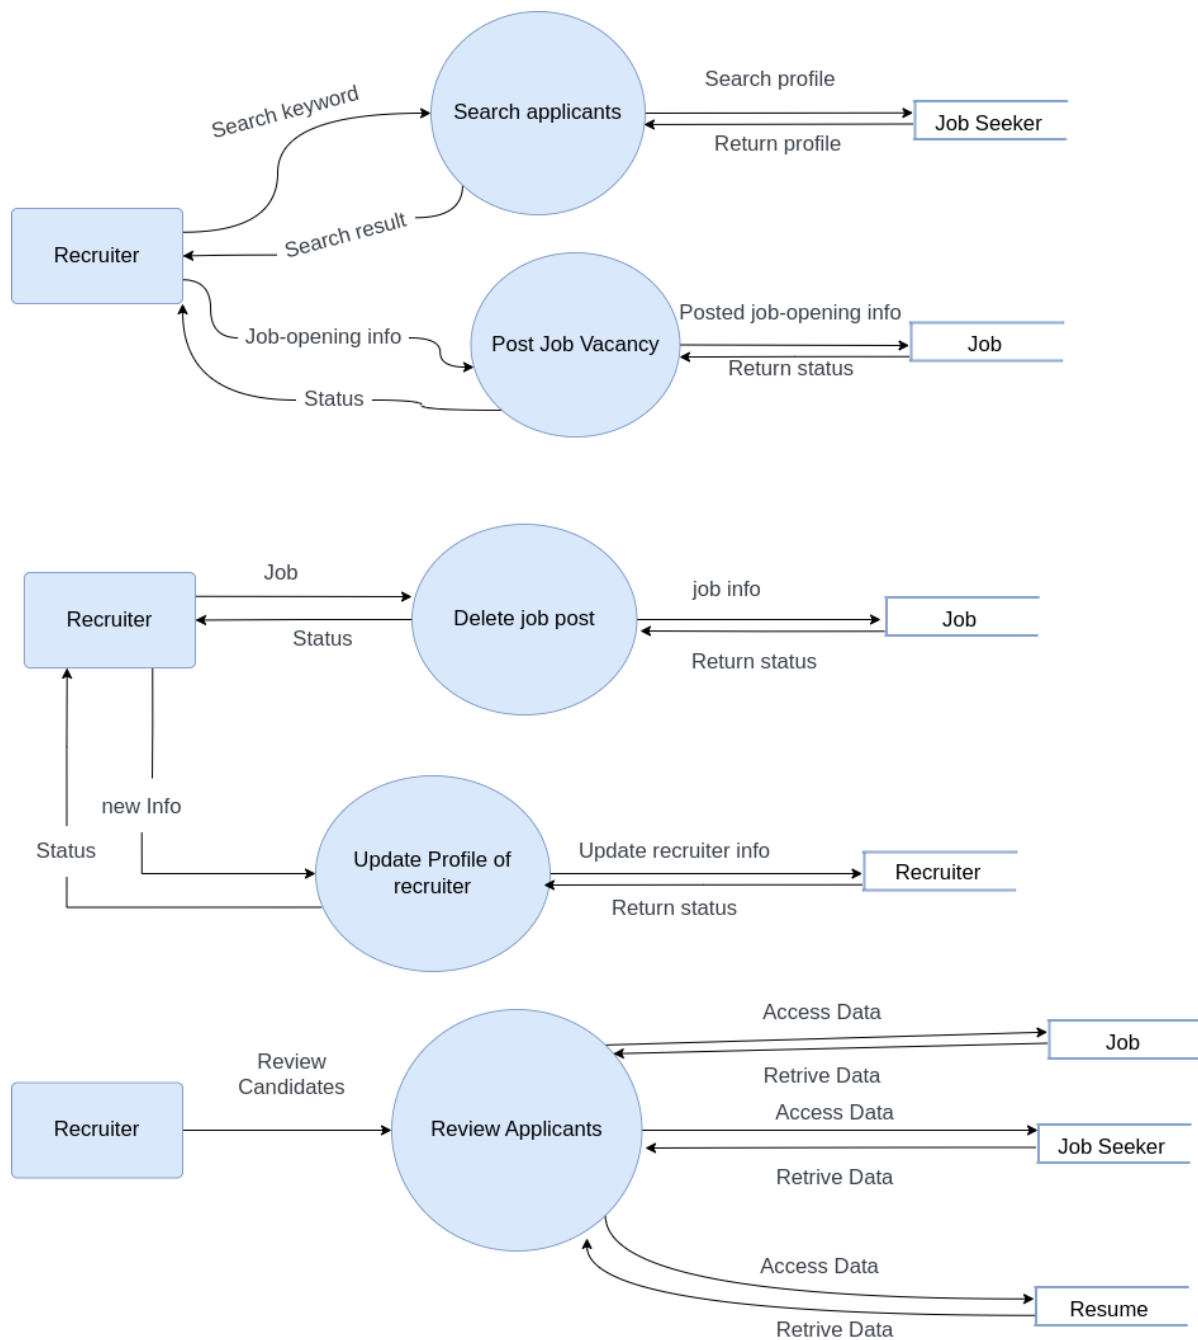 Search profile
Search keyword
Search applicants
Job Seeker
Return profile
Search result
Recruiter
Posted job-opening info
Job-opening info
Post Job Vacancy
Job
Return status
Status
Job
job info
Recruiter
Delete job post
Job
Status
Return status
new Info
Status
Update Profile of
recruiter
Update recruiter info
Recruiter
Return status
Access Data
Job
Review
Candidates
Retrive Data
Access Data
Recruiter
Review Applicants
Job Seeker
Retrive Data
Access Data
Resume
Retrive Data